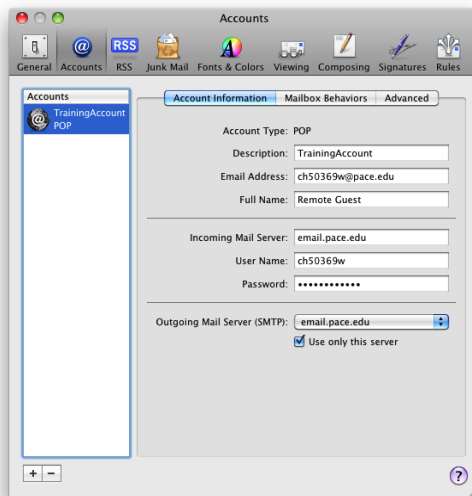 Accounts
RSS
General Accounts RSS Junk Mail Fonts & Colors Viewing Composing Signatures Rules
Accounts
TrainingAccount
POP
Account Information Mailbox Behaviors Advanced
Account Type: POP
Description: TrainingAccount
Email Address: ch50369w@pace.edu
Full Name: Remote Guest
Incoming Mail Server: email.pace.edu
User Name: ch50369w
Password: ••••••••••••
Outgoing Mail Server (SMTP): email.pace.edu
Use only this server
+ −
?